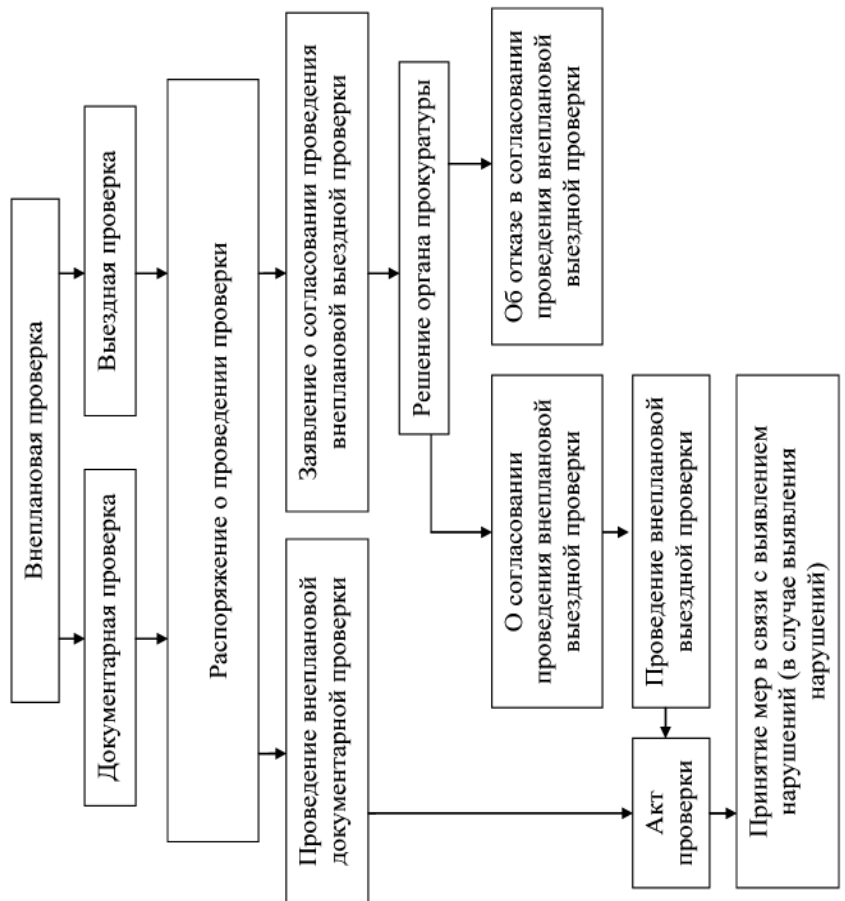 Внеплановая проверка
Документарная проверка
Выездная проверка
Распоряжение о проведении проверки
Проведение внеплановой
документарной проверки
Заявление о согласовании проведения
внеплановой выездной проверки
Решение органа прокуратуры
О согласовании
проведения внеплановой
выездной проверки
Об отказе в согласовании
проведения внеплановой
выездной проверки
Акт
проверки
Проведение внеплановой
выездной проверки
Принятие мер в связи с выявлением
нарушений (в случае выявления
нарушений)